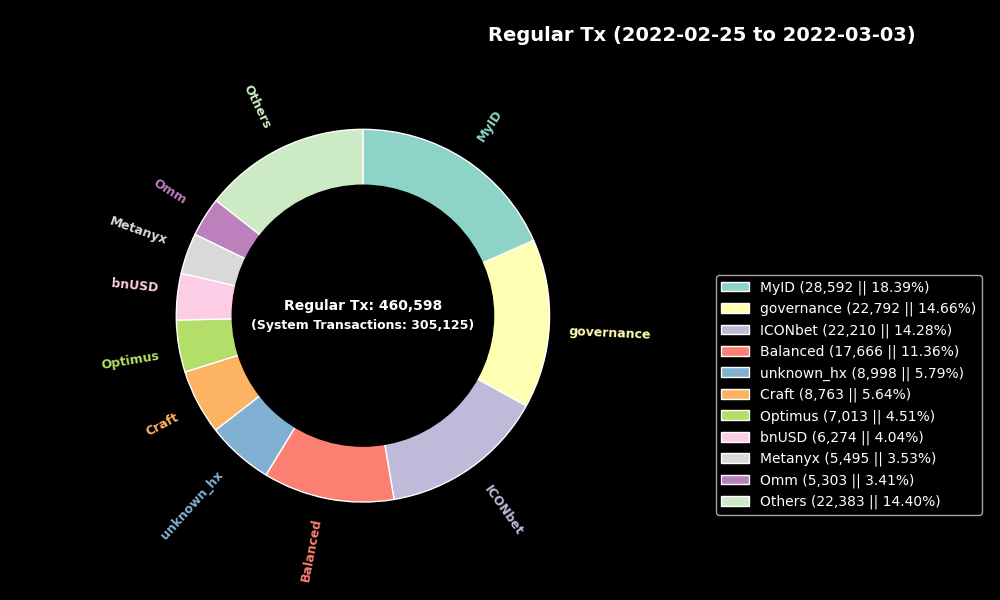 Regular Tx (2022-02-25 to 2022-03-03)
Others
MyID
Omm
Metanyx
bnUSD
governance
Optimus
Craft
unknown_hx
ICONbet
Balanced
Regular Tx: 460,598
(System Transactions: 305,125)
MyID (28,592 || 18.39%)
governance (22,792 || 14.66%)
ICONbet (22,210 || 14.28%)
Balanced (17,666 || 11.36%)
unknown_hx (8,998 || 5.79%)
Craft (8,763 || 5.64%)
Optimus (7,013 || 4.51%)
bnUSD (6,274 || 4.04%)
Metanyx (5,495 || 3.53%)
Omm (5,303 || 3.41%)
Others (22,383 || 14.40%)